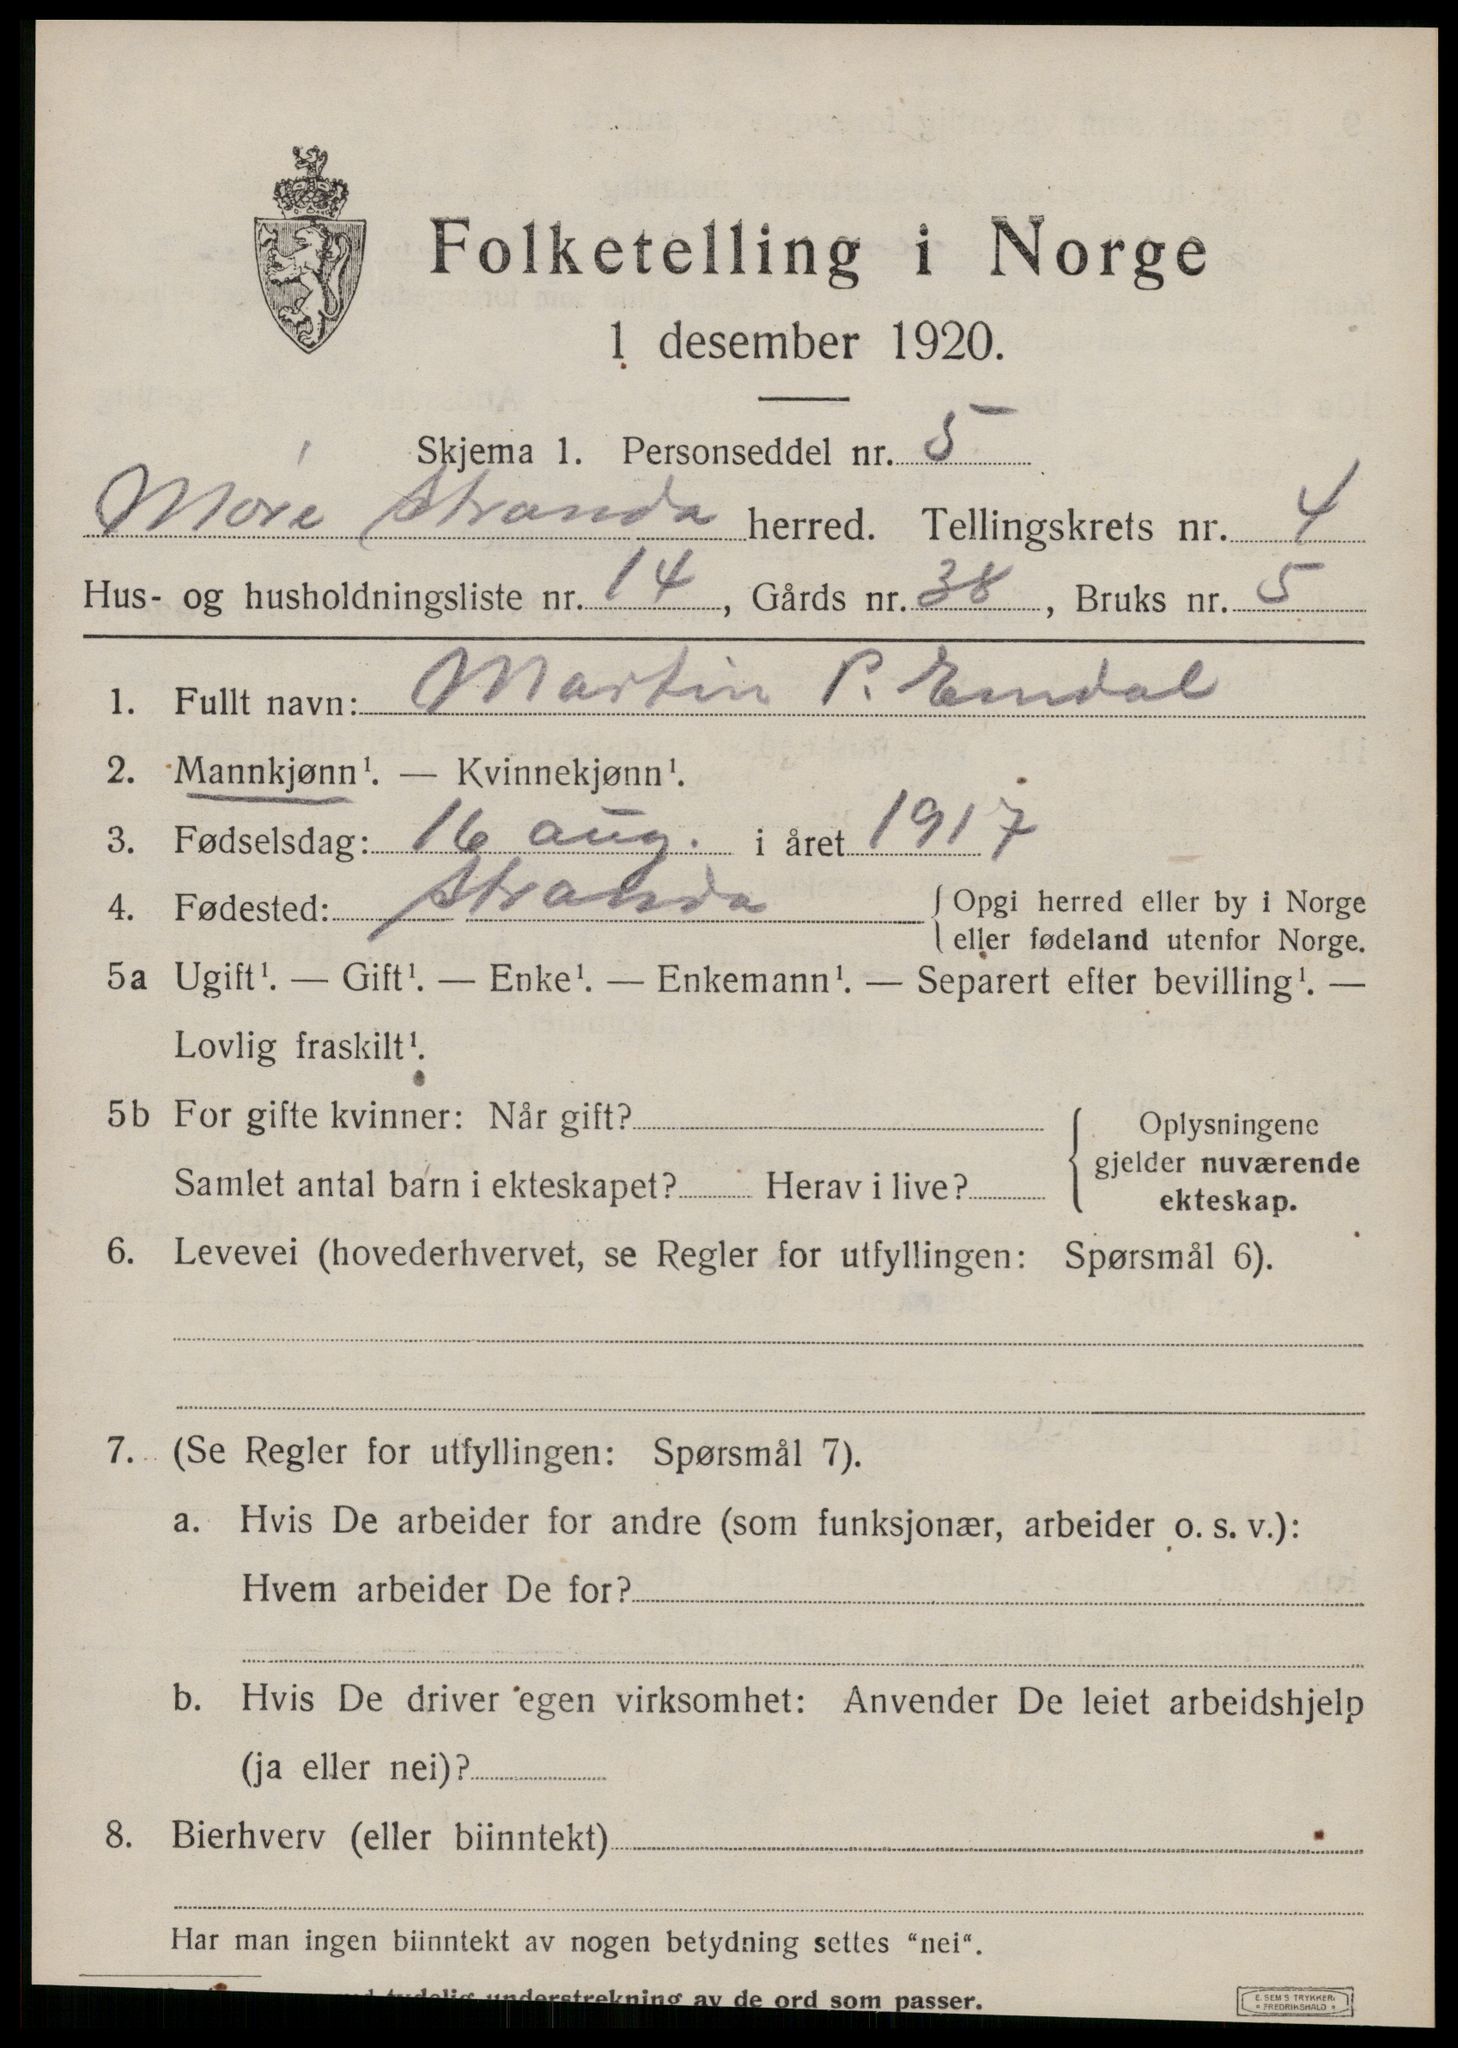 Folketelling i Norge
1 desember 1920.
Skjema 1. Personseddel nr. 5
Møre Stranda herred. Tellingskrets nr. 4
Hus- og husholdningsliste nr. 14, Gårds nr. 38, Bruks nr. 5
1. Fullt navn: Martin P. Emdal
2. Mannkjønn¹. — Kvinnekjønn¹.
3. Fødselsdag: 16 aug. i året 1917
4. Fødested: Stranda { Opgi herred eller by i Norge
eller fødeland utenfor Norge.
5a Ugift¹. — Gift¹. — Enke¹. — Enkemann¹. — Separert efter bevilling¹. —
Lovlig fraskilt¹.
5b For gifte kvinner: Når gift?
Samlet antal barn i ekteskapet? Herav i live?
{ Oplysningene
gjelder nuværende
ekteskap.
6. Levevei (hovederhvervet, se Regler for utfyllingen: Spørsmål 6).
7. (Se Regler for utfyllingen: Spørsmål 7).
a. Hvis De arbeider for andre (som funksjonær, arbeider o. s. v.):
Hvem arbeider De for?
b. Hvis De driver egen virksomhet: Anvender De leiet arbeidshjelp
(ja eller nei)?
8. Bierhverv (eller biinntekt)
Har man ingen biinntekt av nogen betydning settes “nei“.
tydelig understrekning av de ord som passer.
E. SEM'S TRYKKERI
FREDRIKSHALD